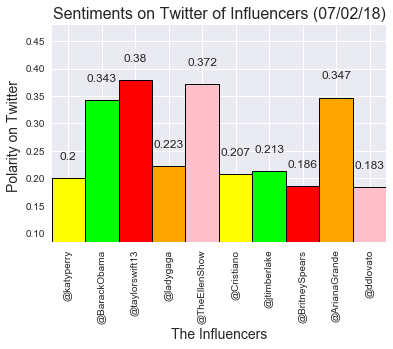 Sentiments on Twitter of Influencers (07/02/18)
Polarity on Twitter
0.45
0.40
0.35
0.30
0.25
0.20
0.15
0.10
0.2
0.343
0.38
0.223
0.372
0.207
0.213
0.186
0.347
0.183
@katyperry
@BarackObama
@taylorswift13
@ladygaga
@TheEllenShow
@Cristiano
@jtimberlake
@BritneySpears
@ArianaGrande
@ddlovato
The Influencers